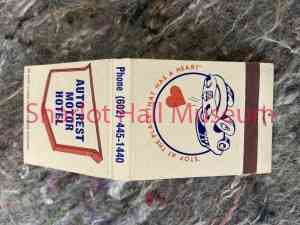 AUTO REST
MOTOR
HOTEL
Phone (602) 445-1440
"STOP AT THE PLACE THAT HAS A HEART"
Sharlot Hall Museum